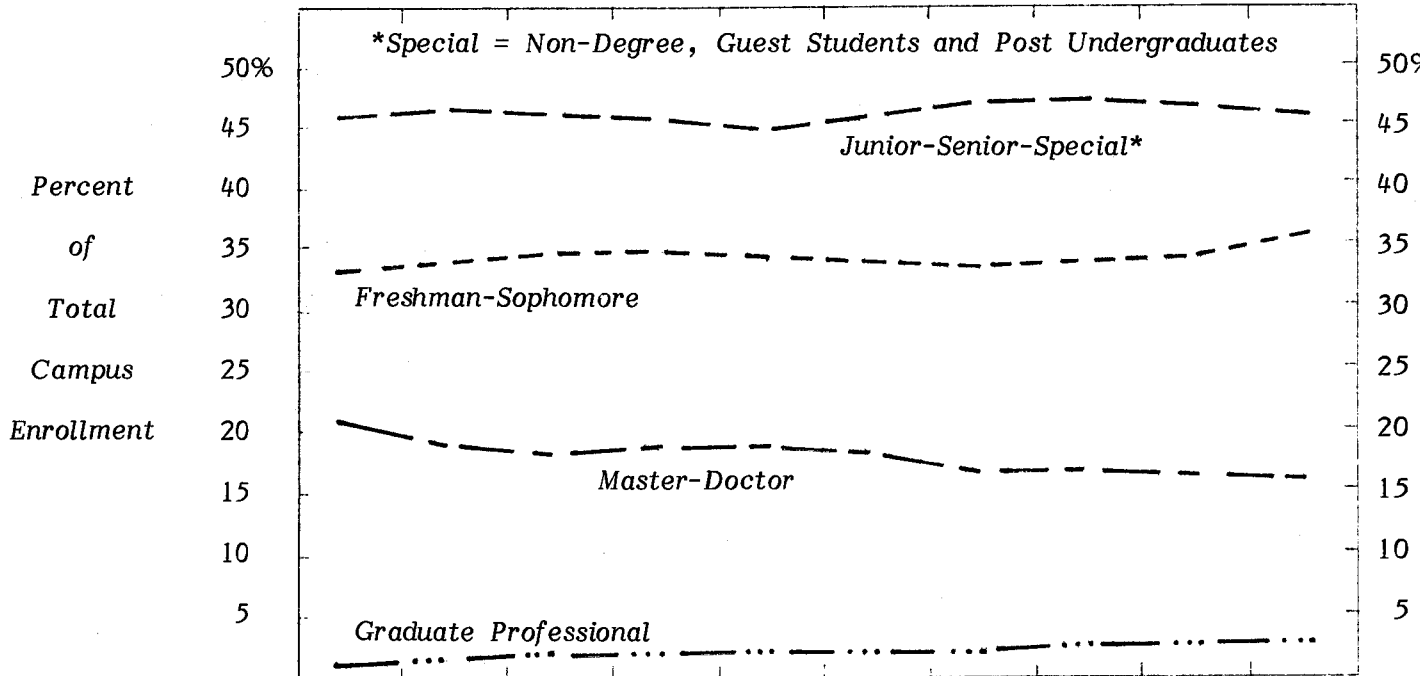 *Special = Non-Degree, Guest Students and Post Undergraduates
50% 50%
45 45
Junior-Senior-Special*
Percent 40 40
of 35 35
Freshman-Sophomore
Total 30 30
Campus 25 25
Enrollment 20 20
Master-Doctor
15 15
10 10
5 5
Graduate Professional